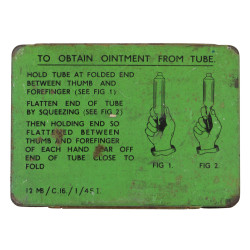 TO OBTAIN OINTMENT FROM TUBE.
HOLD TUBE AT FOLDED END
BETWEEN THUMB AND
FOREFINGER (SEE FIG 1)
FLATTEN END OF TUBE
BY SQUEEZING (SEE FIG. 2)
THEN HOLDING END SO
FLATTENED BETWEEN
THUMB AND FOREFINGER
OF EACH HAND TEAR OFF
END OF TUBE CLOSE TO
FOLD
FIG 1.
FIG 2.